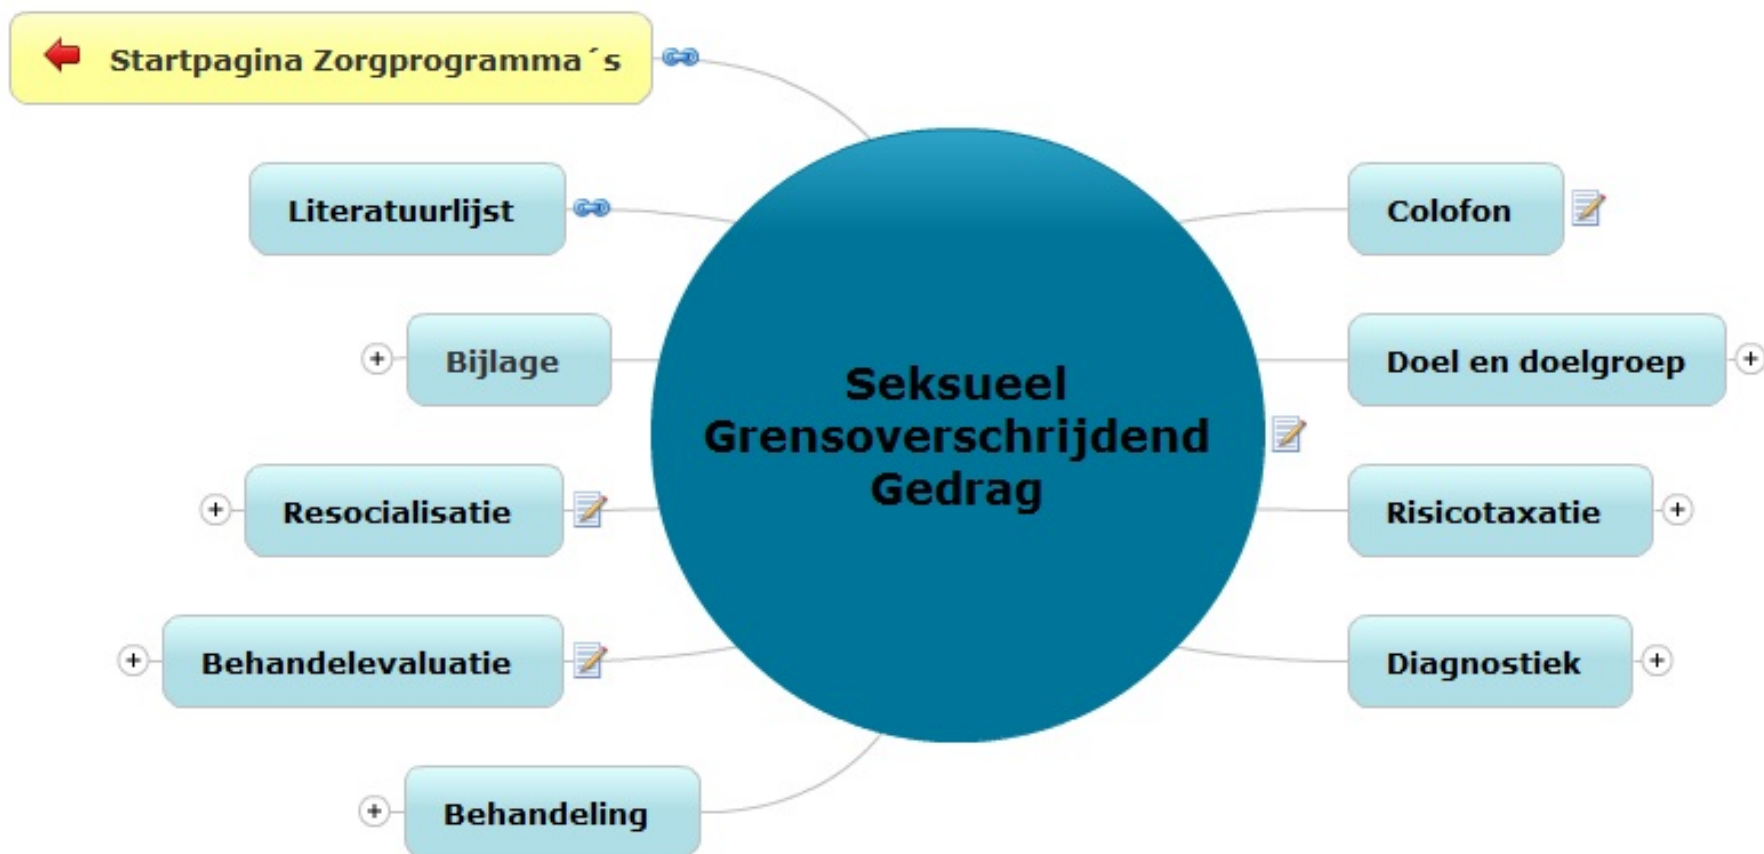 Startpagina Zorgprogramma´s
Literatuurlijst
Colofon
Bijlage
Doel en doelgroep
Seksueel
Grensoverschrijdend
Gedrag
Resocialisatie
Risicotaxatie
Behandelevaluatie
Diagnostiek
Behandeling